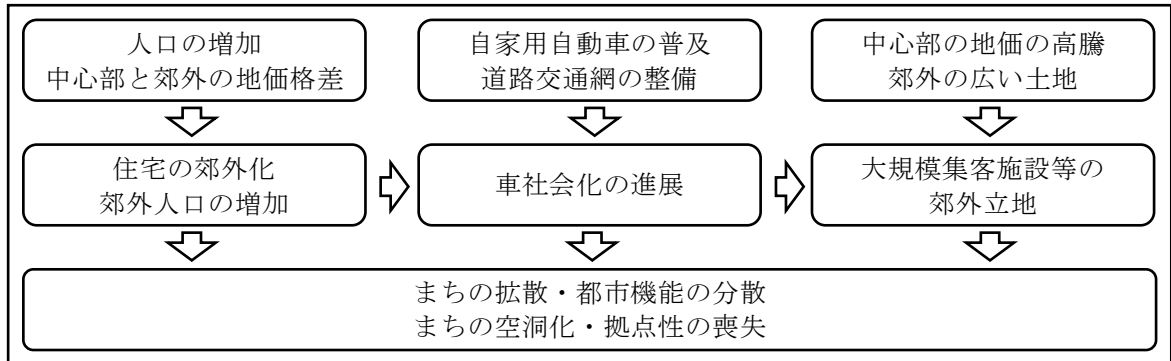 人口の増加
中心部と郊外の地価格差
自家用自動車の普及
道路交通網の整備
中心部の地価の高騰
郊外の広い土地
住宅の郊外化
郊外人口の増加
車社会化の進展
大規模集客施設等の
郊外立地
まちの拡散・都市機能の分散
まちの空洞化・拠点性の喪失